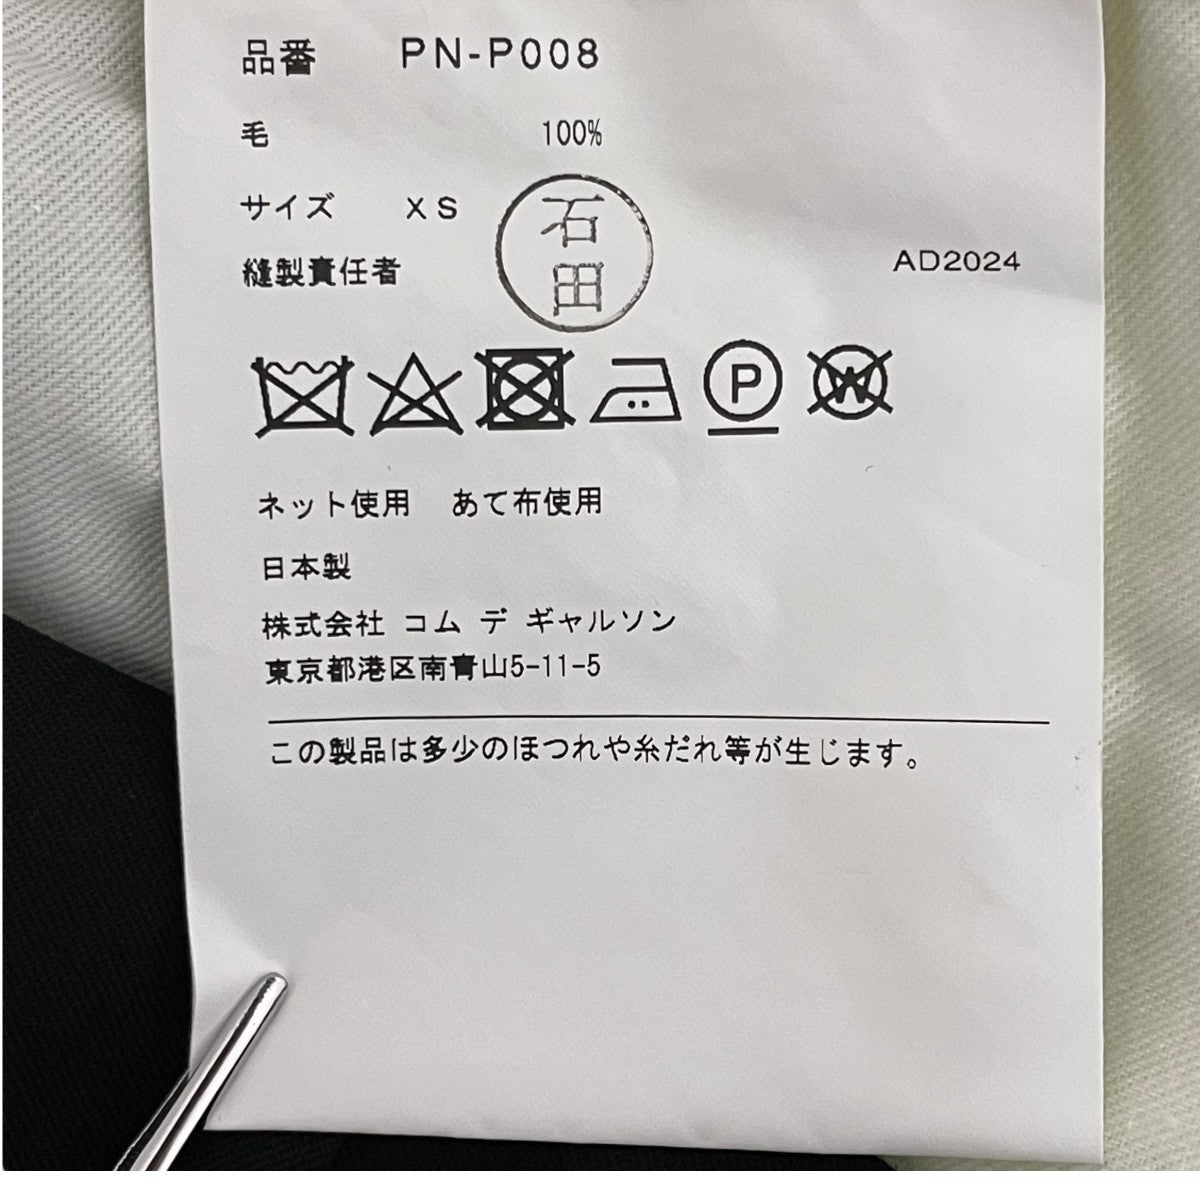 品番 PN-P008
毛 100%
サイズ XS
石田
縫製責任者
AD2024
P
W
ネット使用 あて布使用
日本製
株式会社 コム デ ギャルソン
東京都港区南青山5-11-5
この製品は多少のほつれや糸だれ等が生じます。